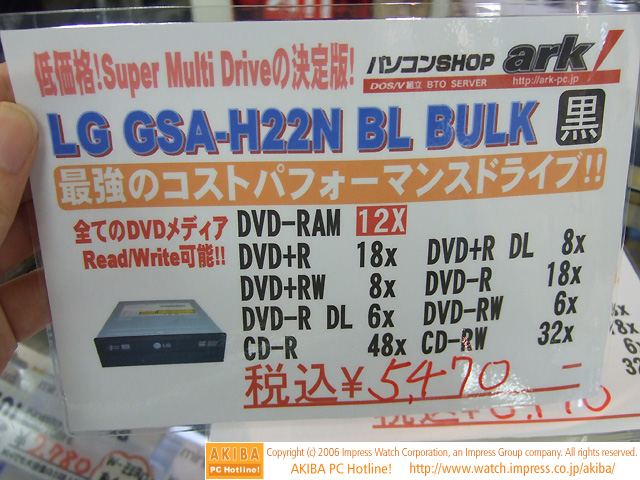 低価格!Super Multi Driveの決定版!
パソコンSHOP ark!
DOS/V組立 BTO SERVER http://ark-pc.jp
LG GSA-H22N BL BULK 黒
最強のコストパフォーマンスドライブ!!
全てのDVDメディア
Read/Write可能!!
DVD-RAM 12X
DVD+R 18x DVD+R DL 8x
DVD+RW 8x DVD-R 18x
DVD-R DL 6x DVD-RW 6x
CD-R 48x CD-RW 32x
LG
税込¥5,470
AKIBA PC Hotline!
Copyright (c) 2006 Impress Watch Corporation, an Impress Group company. All rights reserved.
AKIBA PC Hotline! http://www.watch.impress.co.jp/akiba/